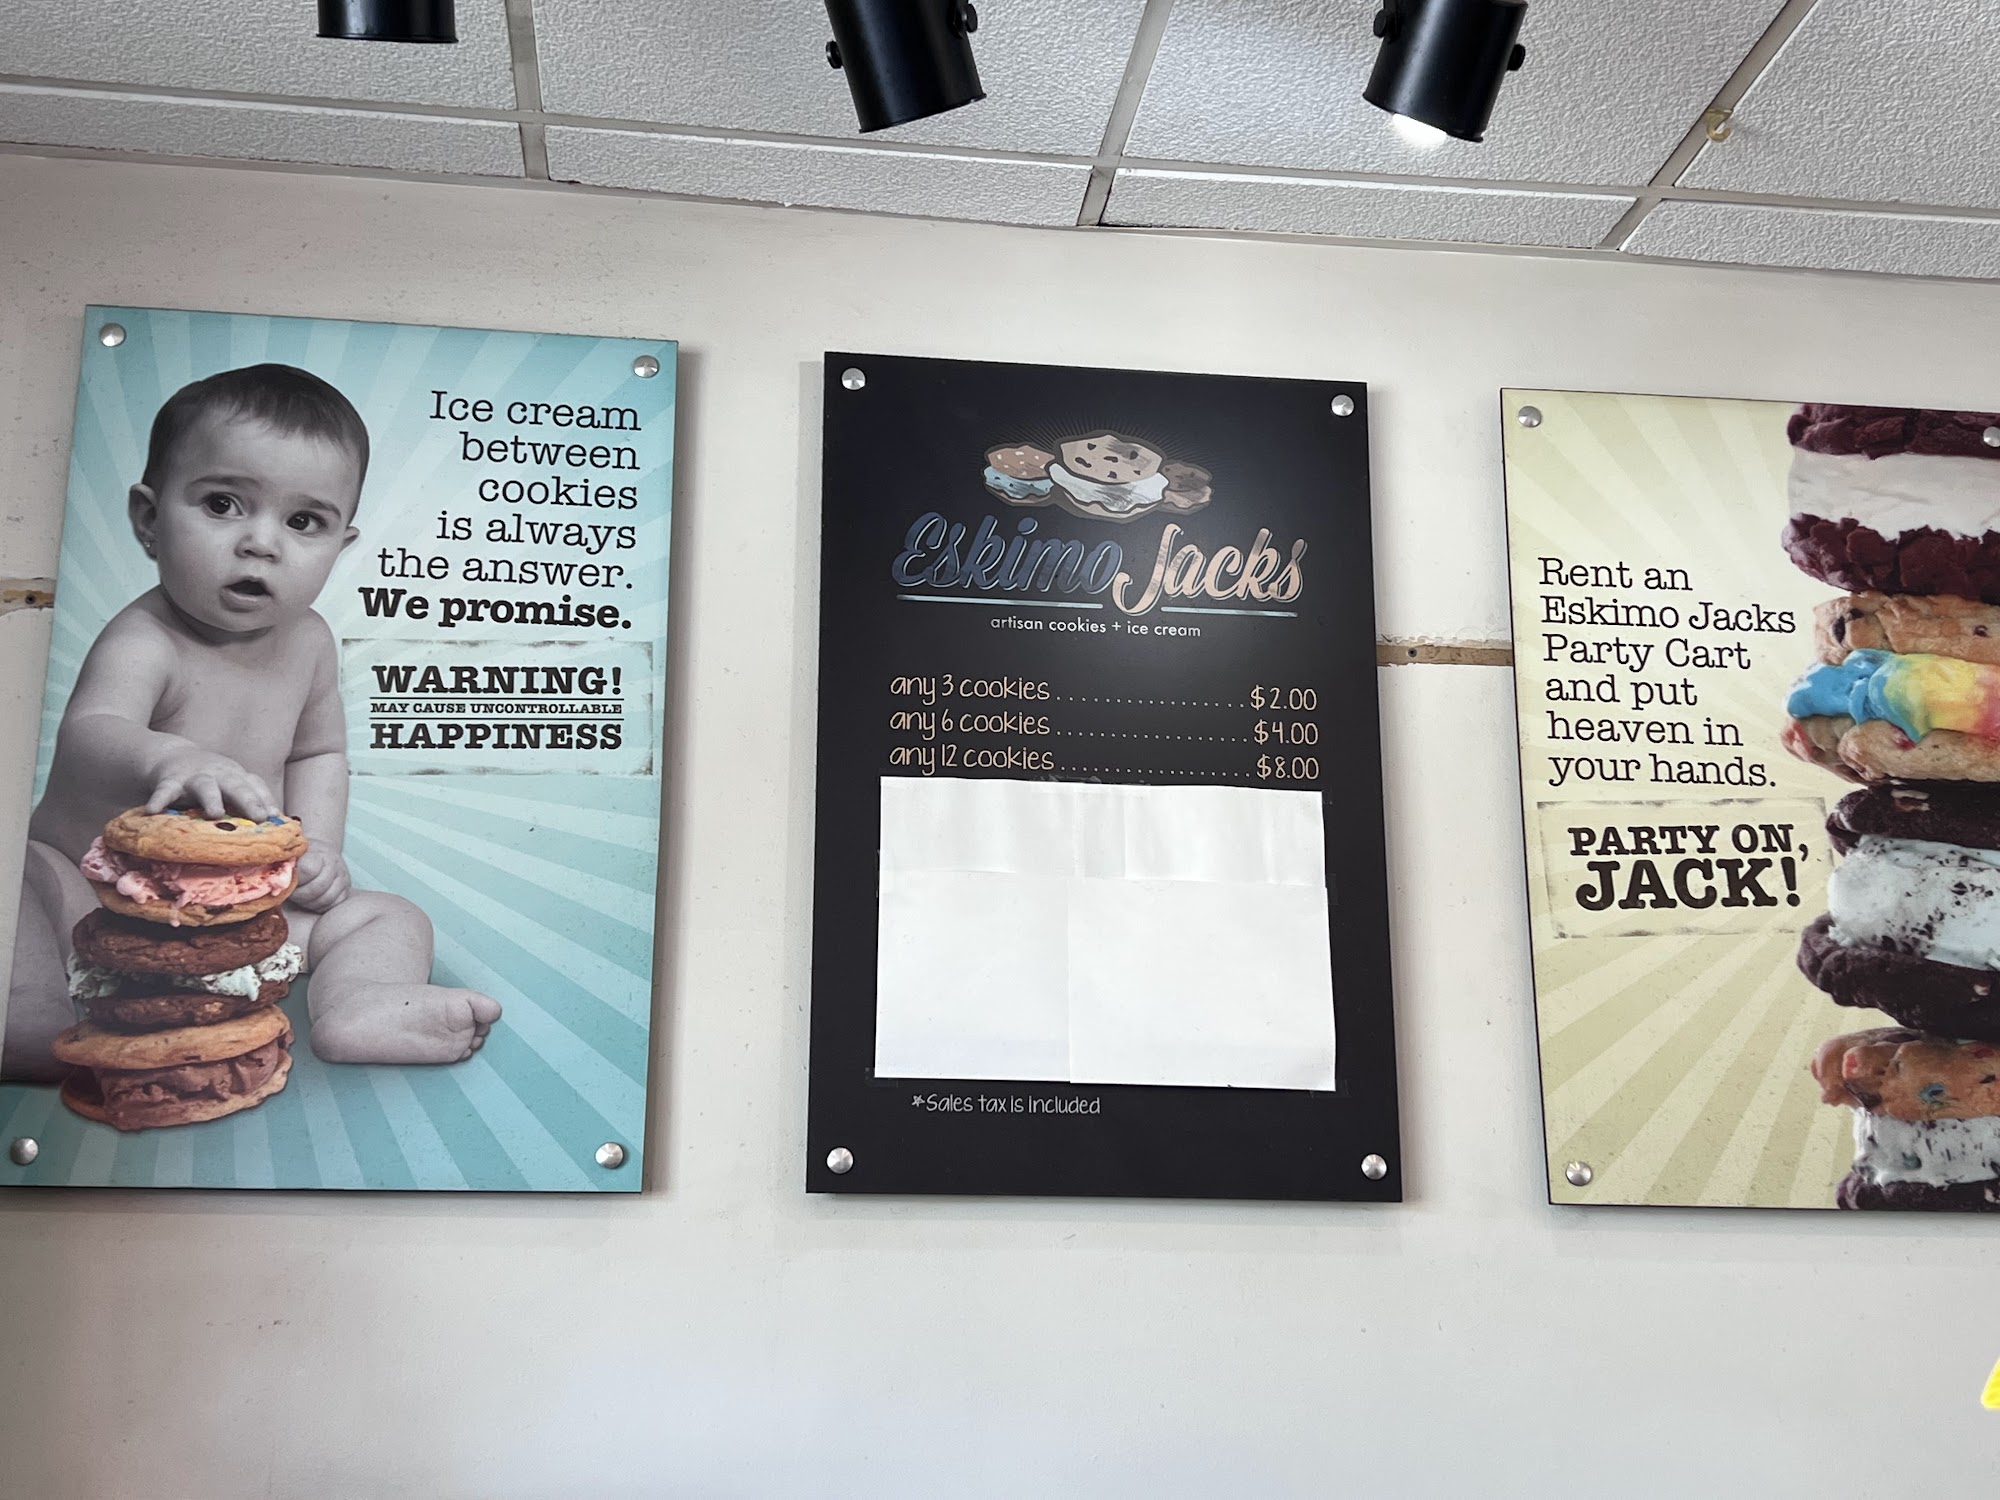 Ice cream
between
cookies
is always
the answer.
We promise.
WARNING!
MAY CAUSE UNCONTROLLABLE
HAPPINESS
Eskimo Jacks
artisan cookies + ice cream
any 3 cookies . . . . . . . . . . . . . . . . . . $2.00
any 6 cookies . . . . . . . . . . . . . . . . . . $4.00
any 12 cookies . . . . . . . . . . . . . . . . . . $8.00
*Sales tax is included
Rent an
Eskimo Jacks
Party Cart
and put
heaven in
your hands.
PARTY ON,
JACK!